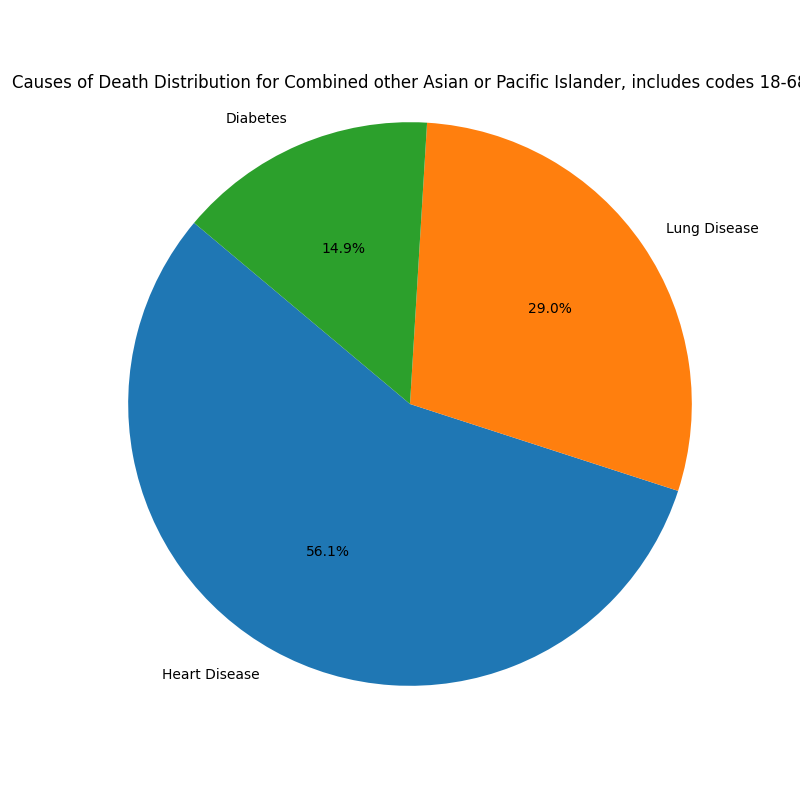 Causes of Death Distribution for Combined other Asian or Pacific Islander, includes codes 18-68
Diabetes
Lung Disease
14.9%
29.0%
56.1%
Heart Disease